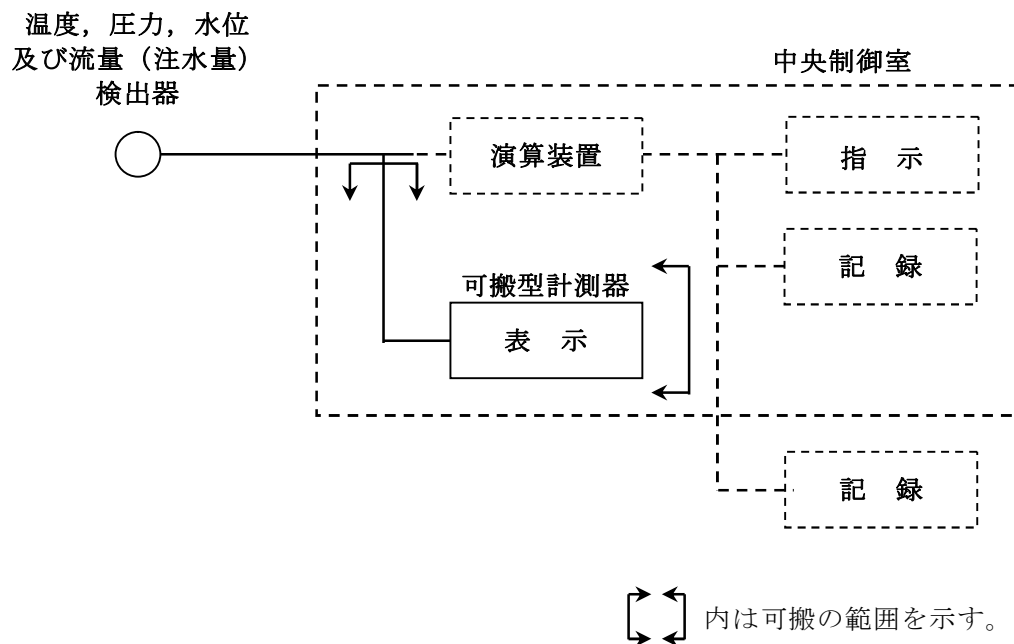 温度，圧力，水位
及び流量（注水量）
検出器
中央制御室
演算装置
指　示
記　録
可搬型計測器
表　示
記　録
内は可搬の範囲を示す。